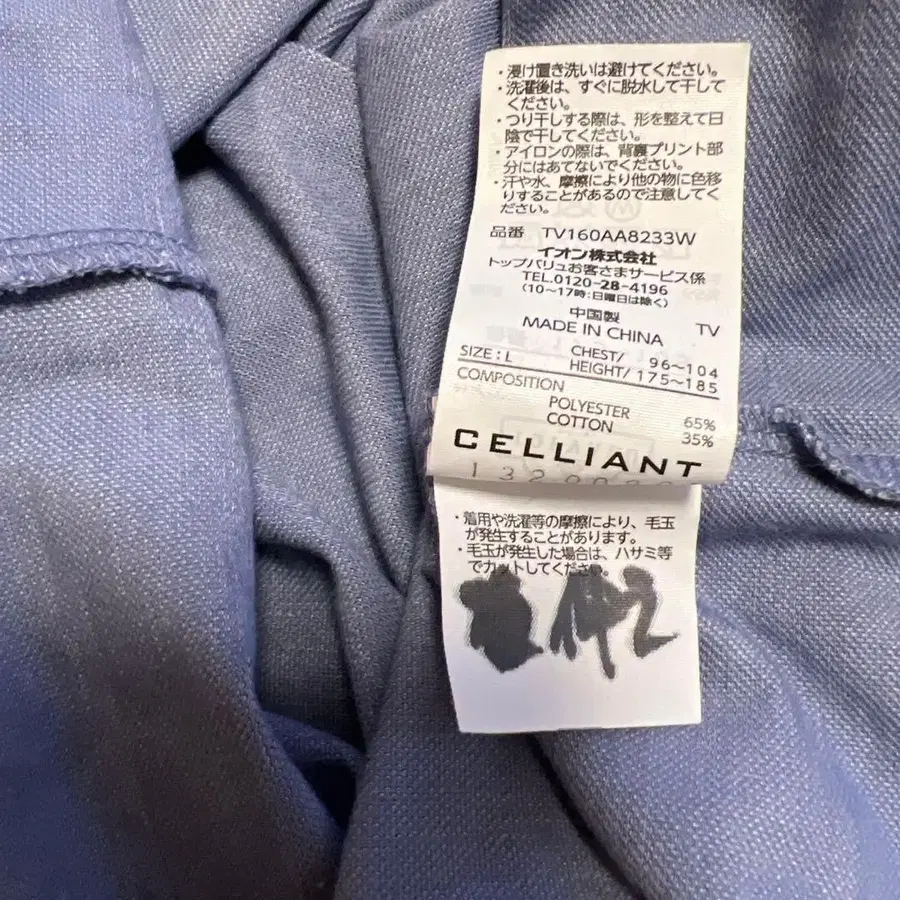 ・浸け置き洗いは避けてください。
・洗濯後は、すぐに脱水して干して
ください。
・つり干しする際は、形を整えて日
陰で干してください。
・アイロンの際は、背裏プリント部
分にはあてないでください。
・汗や水、摩擦により他の物に色移
りすることがあるので注意してく
ださい。
品番 TV160AA8233W
イオン株式会社
トップバリュお客さまサービス係
TEL.0120-28-4196
(10〜17時:日曜日は除く)
中国製
MADE IN CHINA TV
SIZE:L CHEST/ 96〜104
HEIGHT/ 175〜185
COMPOSITION
POLYESTER 65%
COTTON 35%
CELLIANT
・着用や洗濯等の摩擦により、毛玉
が発生することがあります。
・毛玉が発生した場合は、ハサミ等
でカットしてください。